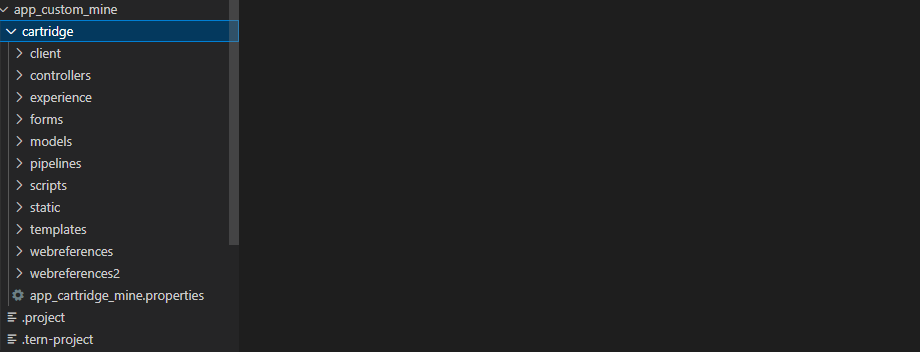 app_custom_mine
cartridge
client
controllers
experience
forms
models
pipelines
scripts
static
templates
webreferences
webreferences2
app_cartridge_mine.properties
.project
.tern-project